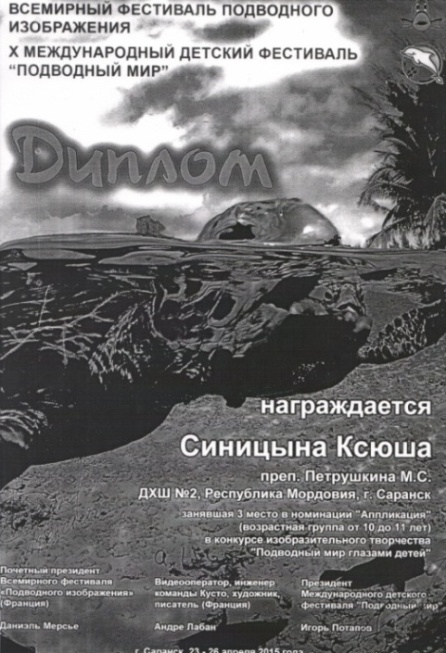 ВСЕМИРНЫЙ ФЕСТИВАЛЬ ПОДВОДНОГО
ИЗОБРАЖЕНИЯ
X МЕЖДУНАРОДНЫЙ ДЕТСКИЙ ФЕСТИВАЛЬ
"ПОДВОДНЫЙ МИР"
Диплом
награждается
Синицына Ксюша
преп. Петрушкина М.С.
ДХШ №2, Республика Мордовия, г. Саранск
занявшая 3 место в номинации "Аппликация"
(возрастная группа от 10 до 11 лет)
в конкурсе изобразительного творчества
"Подводный мир глазами детей"
Почетный президент
Всемирного фестиваля
«Подводного изображения»
(Франция)
Даниэль Мерсье
Видеооператор, инженер
команды Кусто, художник,
писатель (Франция)
Андре Лабан
Президент
Международного детского
фестиваля "Подводный мир
Игорь Потапов
г. Саранск, 23 - 26 апреля 2015 года